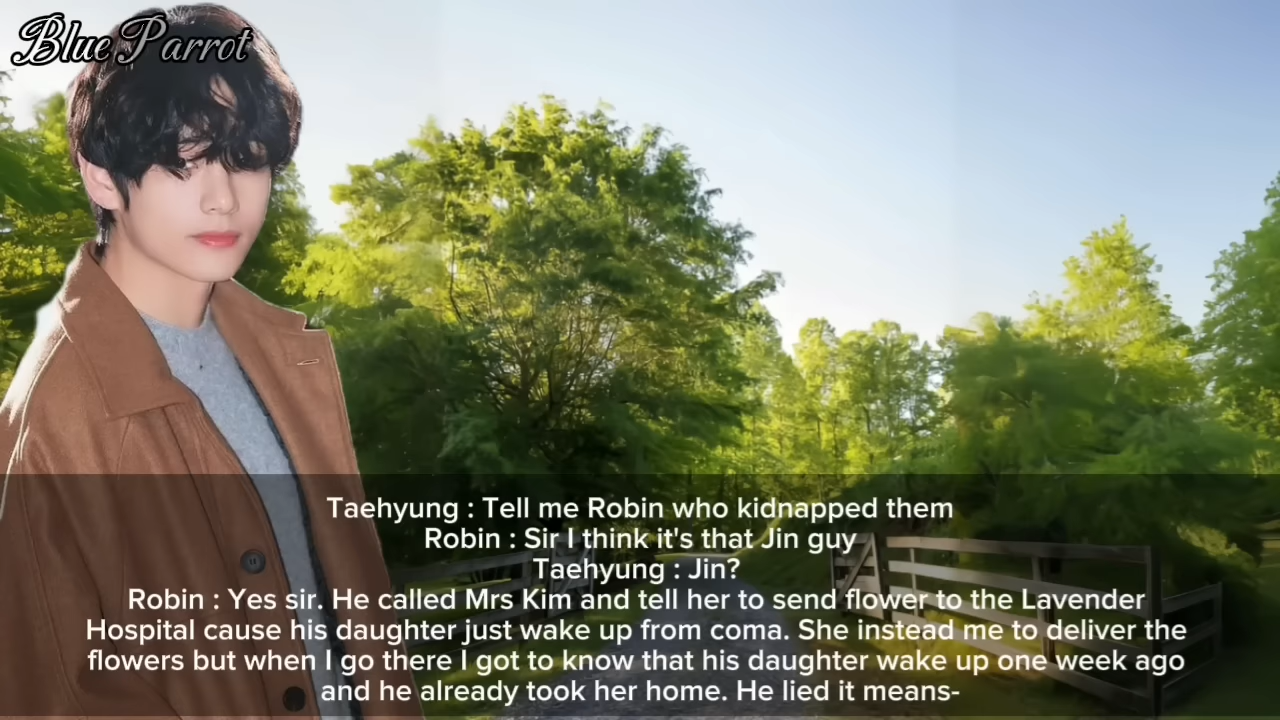 Blue Parrot
Taehyung : Tell me Robin who kidnapped them
Robin : Sir I think it's that Jin guy
Taehyung : Jin?
Robin : Yes sir. He called Mrs Kim and tell her to send flower to the Lavender
Hospital cause his daughter just wake up from coma. She instead me to deliver the
flowers but when I go there I got to know that his daughter wake up one week ago
and he already took her home. He lied it means-